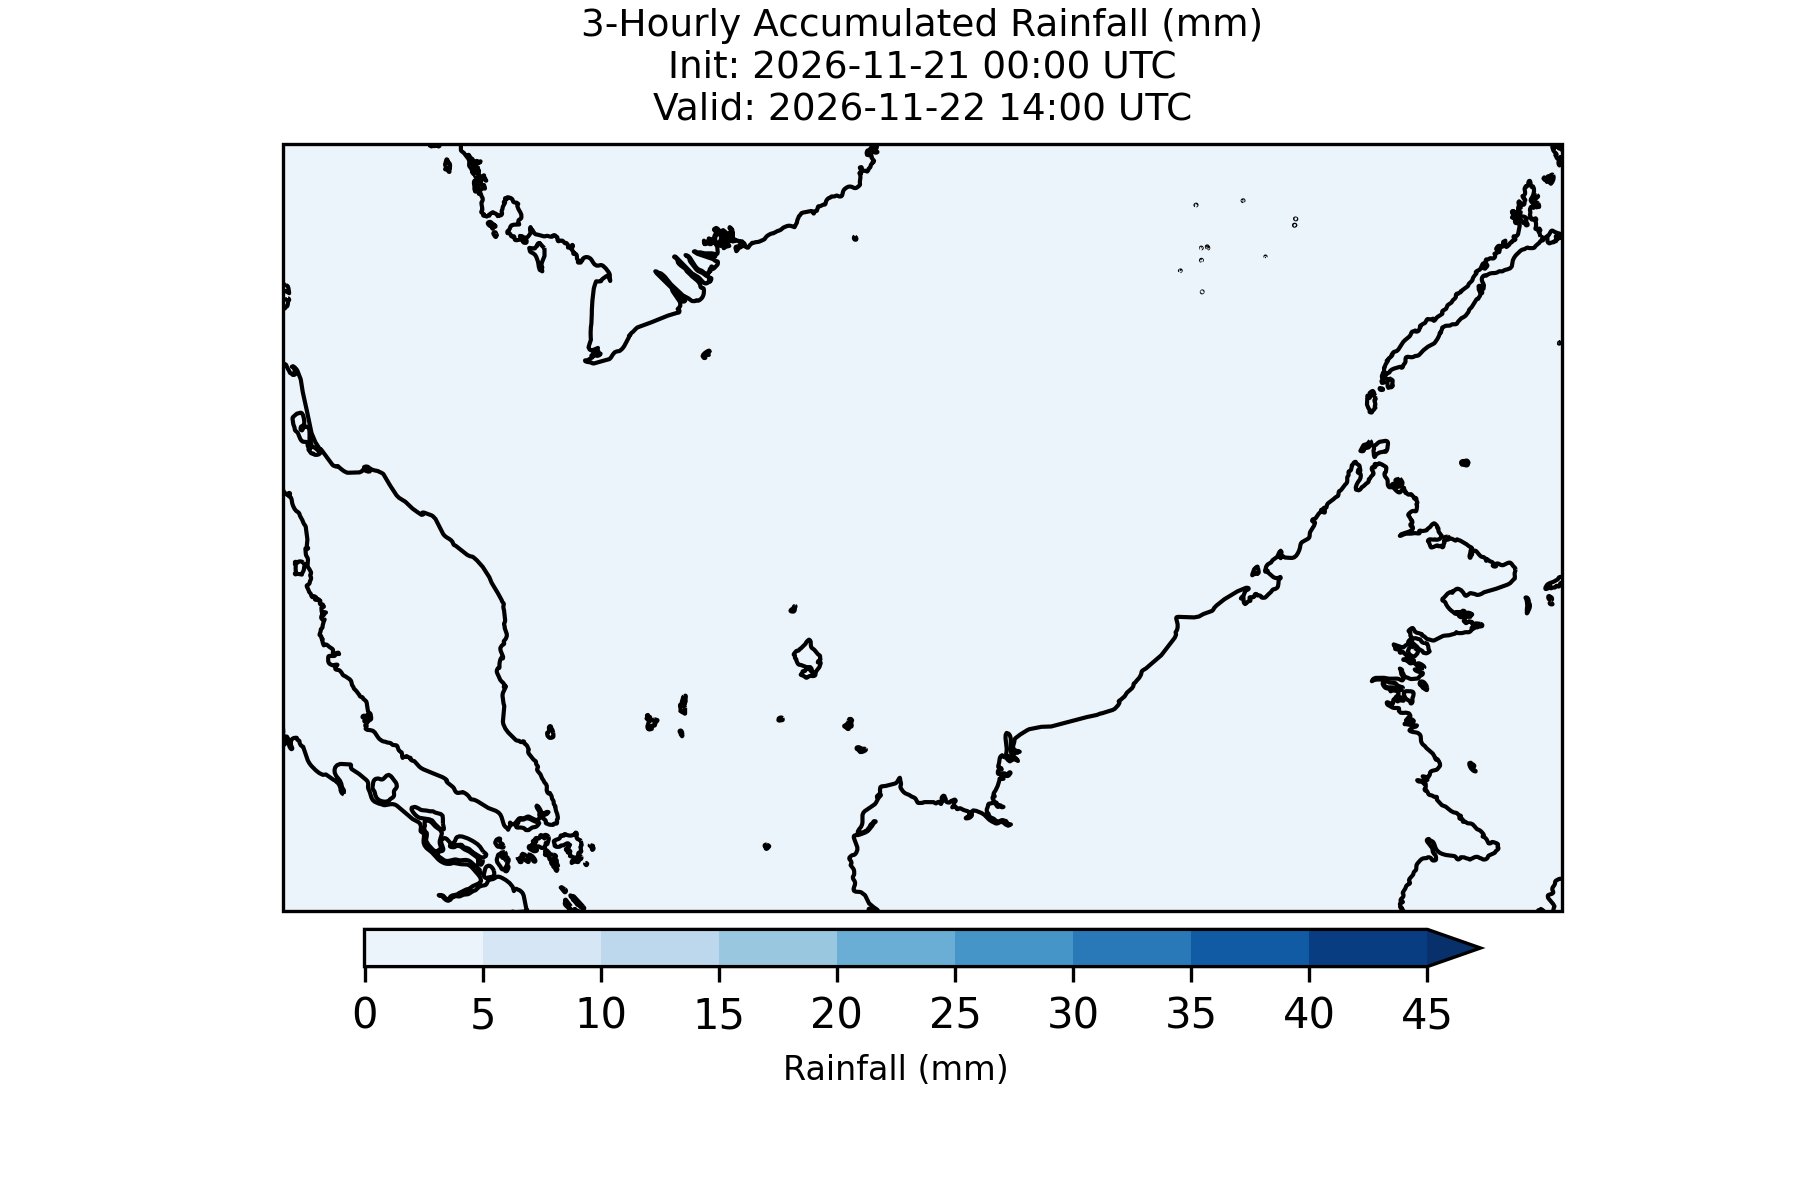 3-Hourly Accumulated Rainfall (mm)
Init: 2026-11-21 00:00 UTC
Valid: 2026-11-22 14:00 UTC
0 5 10 15 20 25 30 35 40 45
Rainfall (mm)